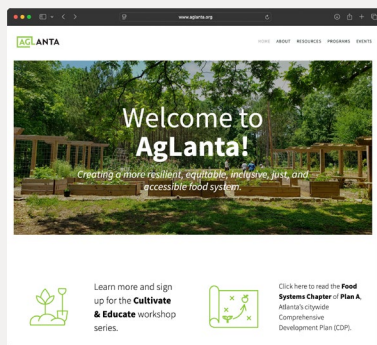 www.aglanta.org
AGLANTA
HOME ABOUT RESOURCES PROGRAMS EVENTS
Welcome to
AgLanta!
Creating a more resilient, equitable, inclusive, just, and
accessible food system.
Learn more and sign
up for the Cultivate
& Educate workshop
series.
Click here to read the Food
Systems Chapter of Plan A,
Atlanta's citywide
Comprehensive
Development Plan (CDP).